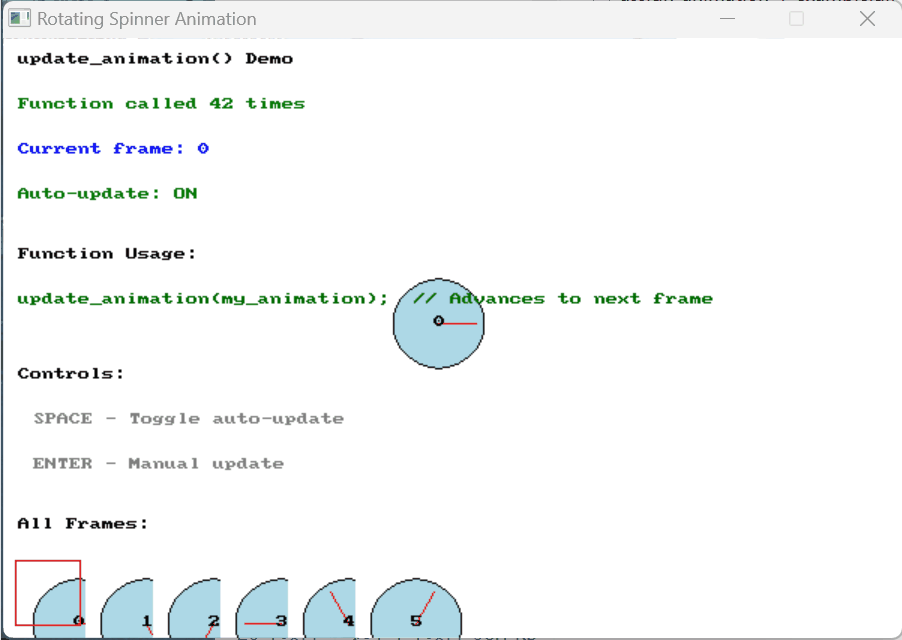 Rotating Spinner Animation
update_animation() Demo
Function called 42 times
Current frame: 0
Auto-update: ON
Function Usage:
update_animation(my_animation); // Advances to next frame
0
Controls:
SPACE - Toggle auto-update
ENTER - Manual update
All Frames:
0 1 2 3 4 5